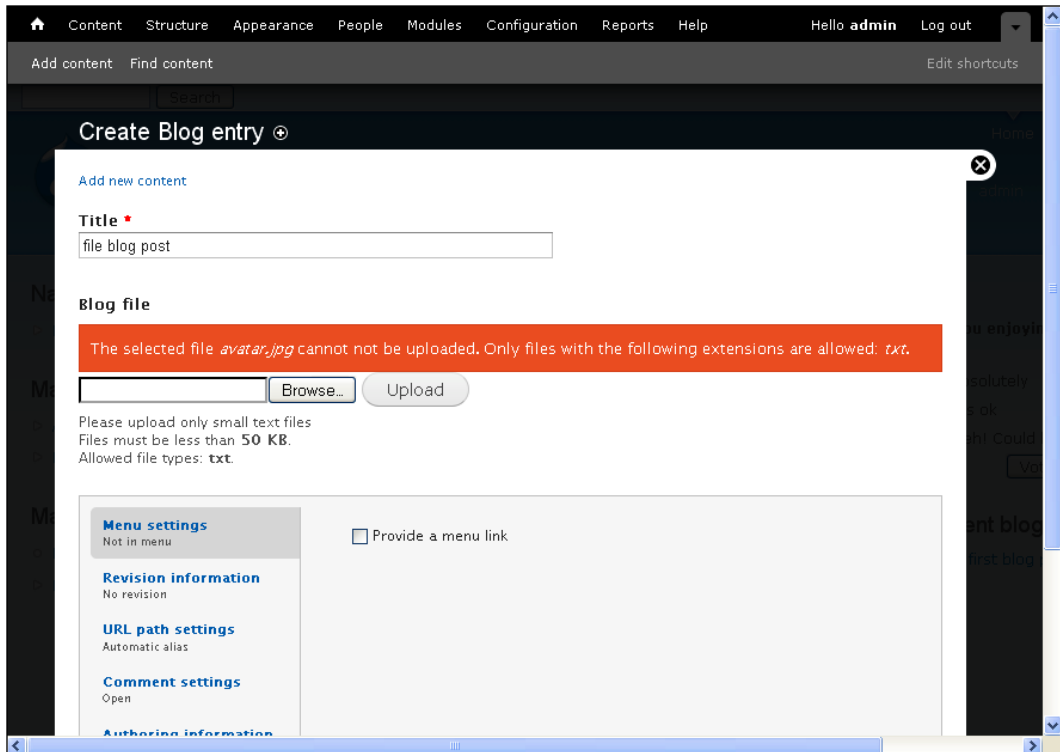 Content Structure Appearance People Modules Configuration Reports Help Hello admin Log out
Add content Find content Edit shortcuts
Search
Create Blog entry
Home
Add new content
admin
Title *
file blog post
Blog file
The selected file avatar.jpg cannot not be uploaded. Only files with the following extensions are allowed: txt.
Browse... Upload
Please upload only small text files
Files must be less than 50 KB.
Allowed file types: txt.
Menu settings
Not in menu
Provide a menu link
Revision information
No revision
URL path settings
Automatic alias
Comment settings
Open
Authoring information